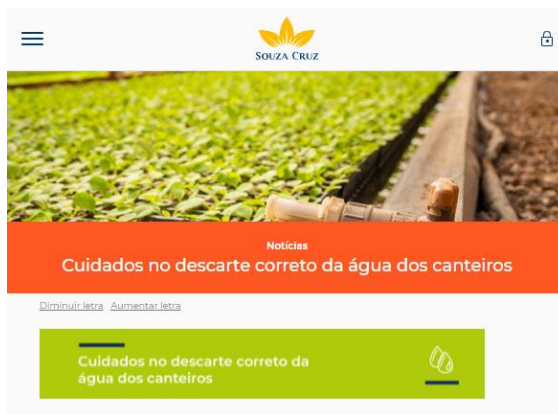 SOUZA CRUZ
Notícias
Cuidados no descarte correto da água dos canteiros
Diminuir letra Aumentar letra
Cuidados no descarte correto da
água dos canteiros